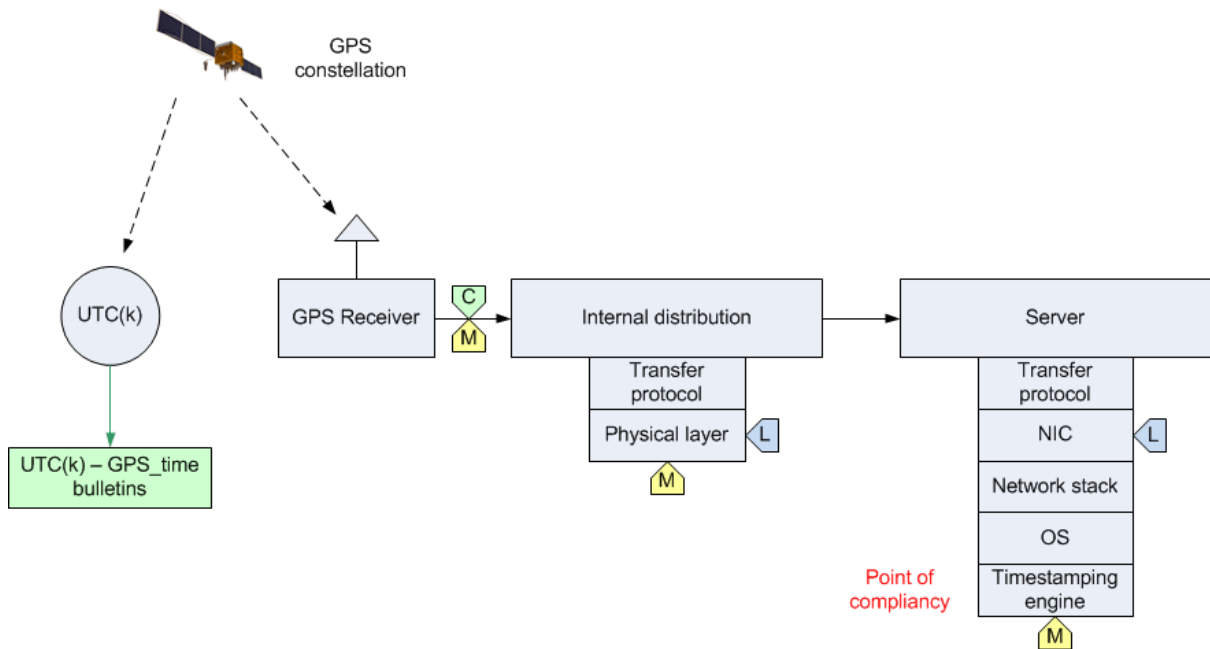 GPS
constellation
UTC(k)
GPS Receiver
C
M
Internal distribution
Server
Transfer
protocol
Physical layer
L
M
Transfer
protocol
NIC
L
Network stack
OS
Timestamping
engine
M
UTC(k) – GPS_time
bulletins
Point of
compliancy